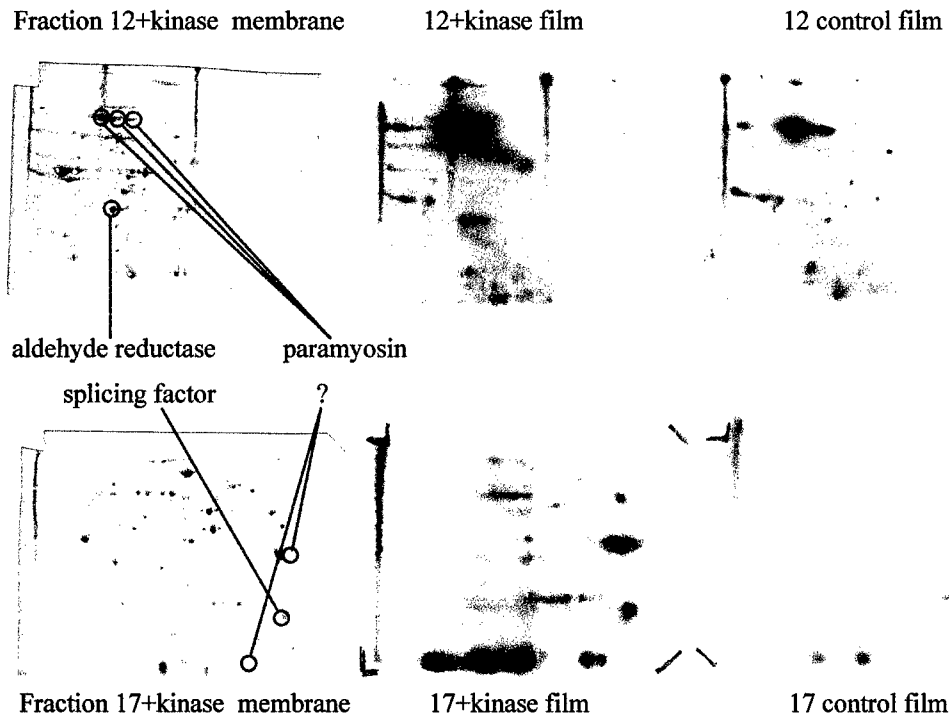 Fraction 12+kinase membrane
12+kinase film
12 control film
aldehyde reductase
paramyosin
splicing factor
?
Fraction 17+kinase membrane
17+kinase film
17 control film